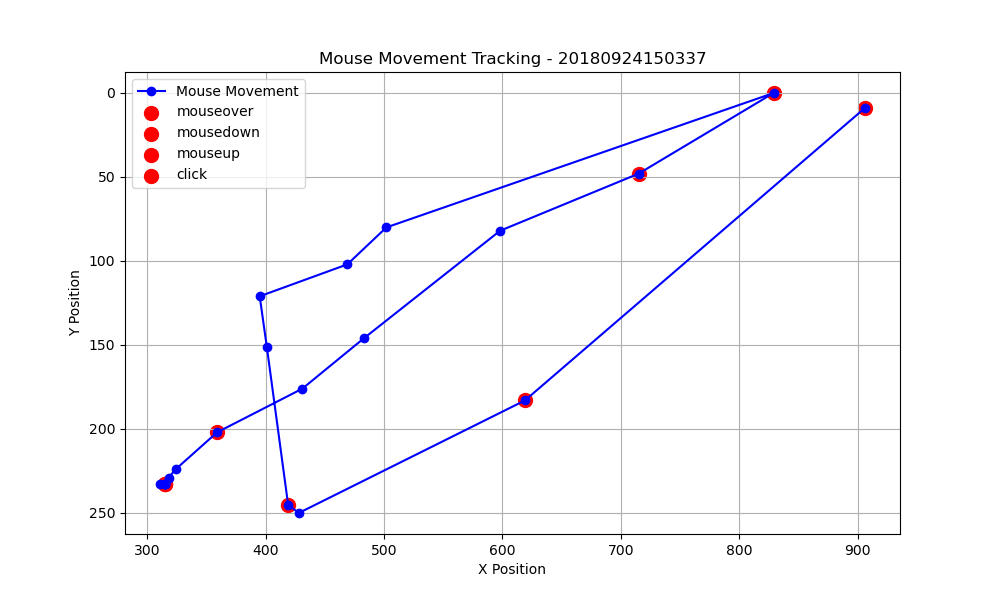 Mouse Movement Tracking - 20180924150337
Mouse Movement
mouseover
mousedown
mouseup
click
0
50
100
150
200
250
Y Position
300 400 500 600 700 800 900
X Position